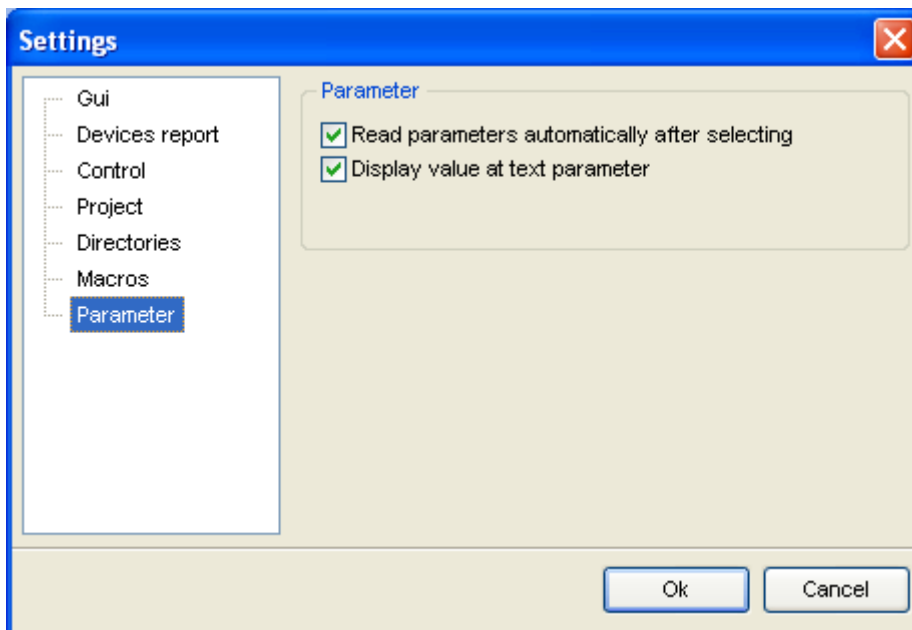 Settings
Gui
Devices report
Control
Project
Directories
Macros
Parameter
Parameter
Read parameters automatically after selecting
Display value at text parameter
Ok
Cancel